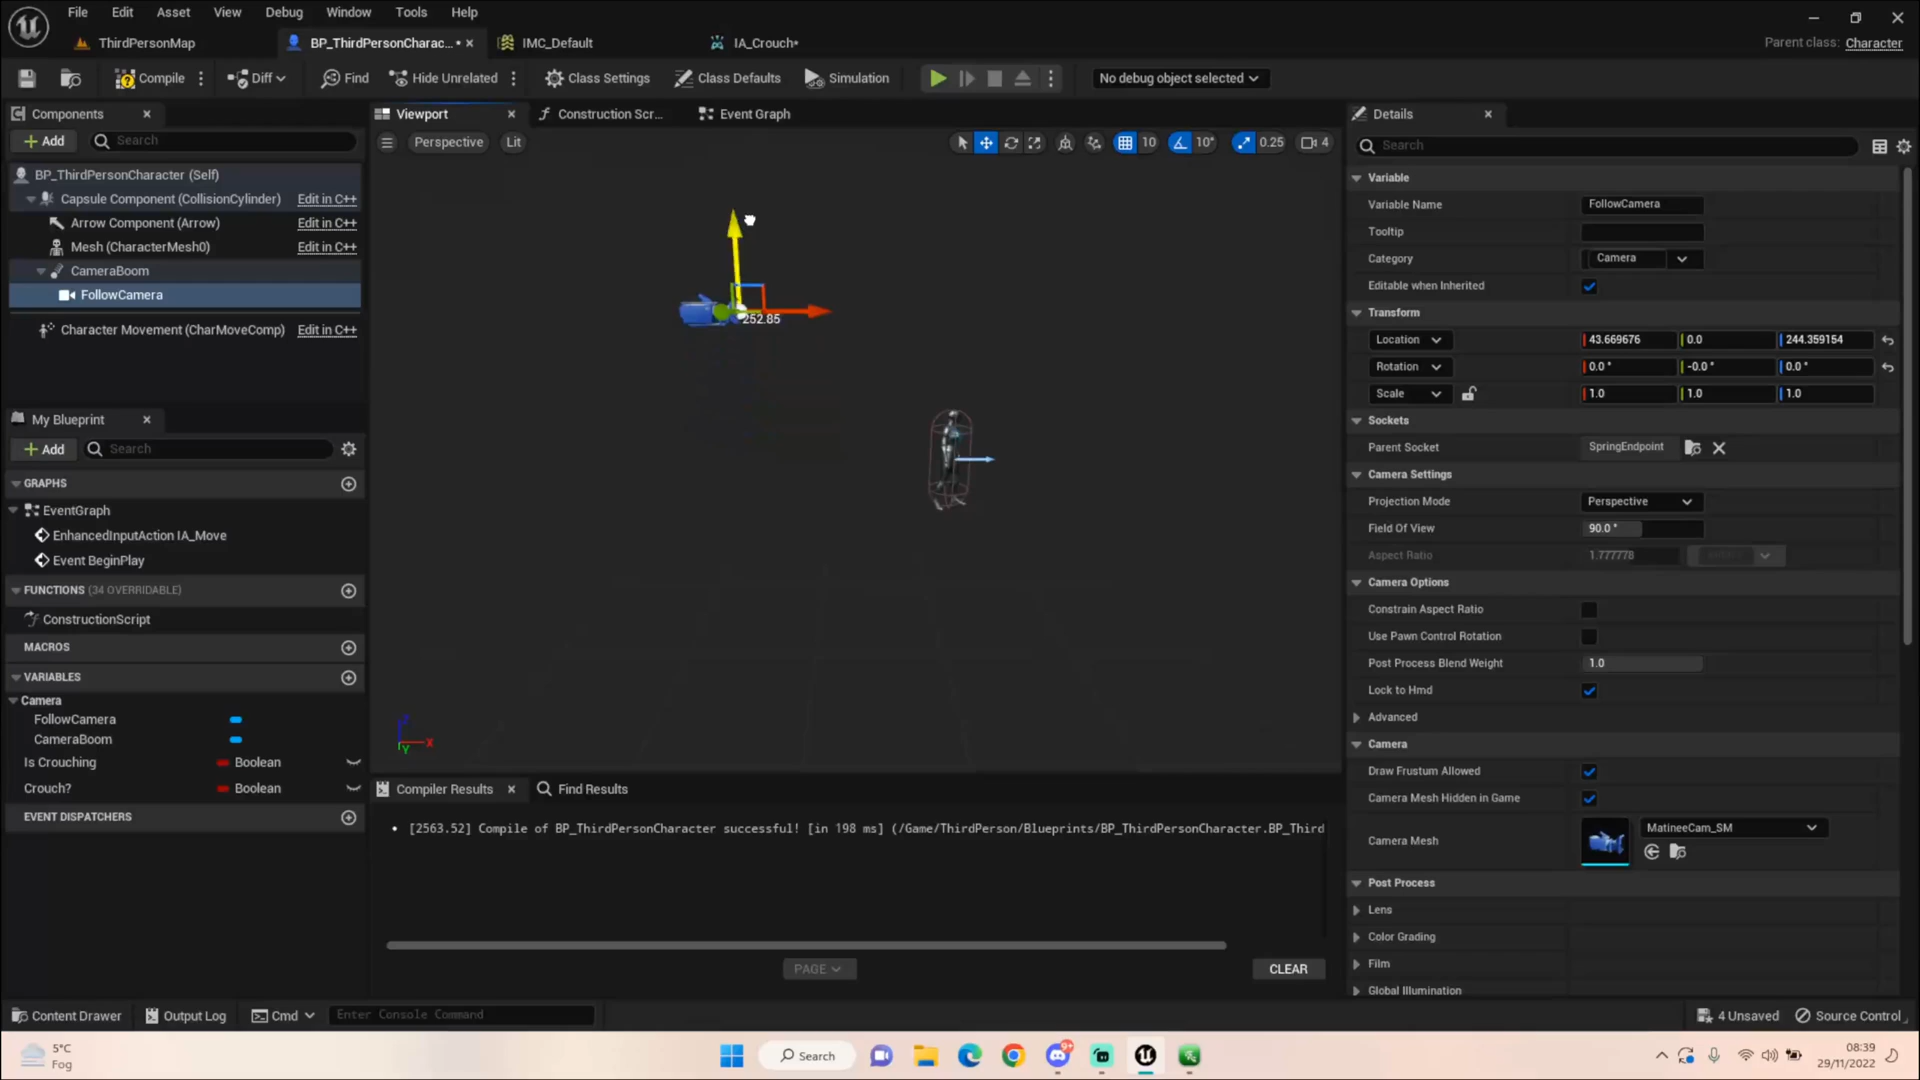 File Edit Asset View Debug Window Tools Help
ThirdPersonMap BP_ThirdPersonCharac... • IMC_Default IA_Crouch•
Parent class: Character
Compile Diff Find Hide Unrelated Class Settings Class Defaults Simulation No debug object selected
Components
Add Search
BP_ThirdPersonCharacter (Self)
Capsule Component (CollisionCylinder) Edit in C++
Arrow Component (Arrow) Edit in C++
Mesh (CharacterMesh0) Edit in C++
CameraBoom
FollowCamera
Character Movement (CharMoveComp) Edit in C++
My Blueprint
Add Search
GRAPHS
EventGraph
EnhancedInputAction IA_Move
Event BeginPlay
FUNCTIONS (34 OVERRIDABLE)
ConstructionScript
MACROS
VARIABLES
Camera
FollowCamera
CameraBoom
Is Crouching Boolean
Crouch? Boolean
EVENT DISPATCHERS
Viewport Construction Scr... Event Graph
Perspective Lit 10 10° 0.25 4
252.85
Z
X
Y
Compiler Results Find Results
• [2563.52] Compile of BP_ThirdPersonCharacter successful! [in 198 ms] (/Game/ThirdPerson/Blueprints/BP_ThirdPersonCharacter.BP_Third
PAGE CLEAR
Details
Search
Variable
Variable Name FollowCamera
Tooltip
Category Camera
Editable when Inherited
Transform
Location 43.669676 0.0 244.359154
Rotation 0.0 ° -0.0 ° 0.0 °
Scale 1.0 1.0 1.0
Sockets
Parent Socket SpringEndpoint
Camera Settings
Projection Mode Perspective
Field Of View 90.0 °
Aspect Ratio 1.777778
Camera Options
Constrain Aspect Ratio
Use Pawn Control Rotation
Post Process Blend Weight 1.0
Lock to Hmd
Advanced
Camera
Draw Frustum Allowed
Camera Mesh Hidden in Game
Camera Mesh MatineeCam_SM
Post Process
Lens
Color Grading
Film
Global Illumination
Content Drawer Output Log Cmd Enter Console Command 4 Unsaved Source Control
5°C
Fog
Search
9+
08:39
29/11/2022